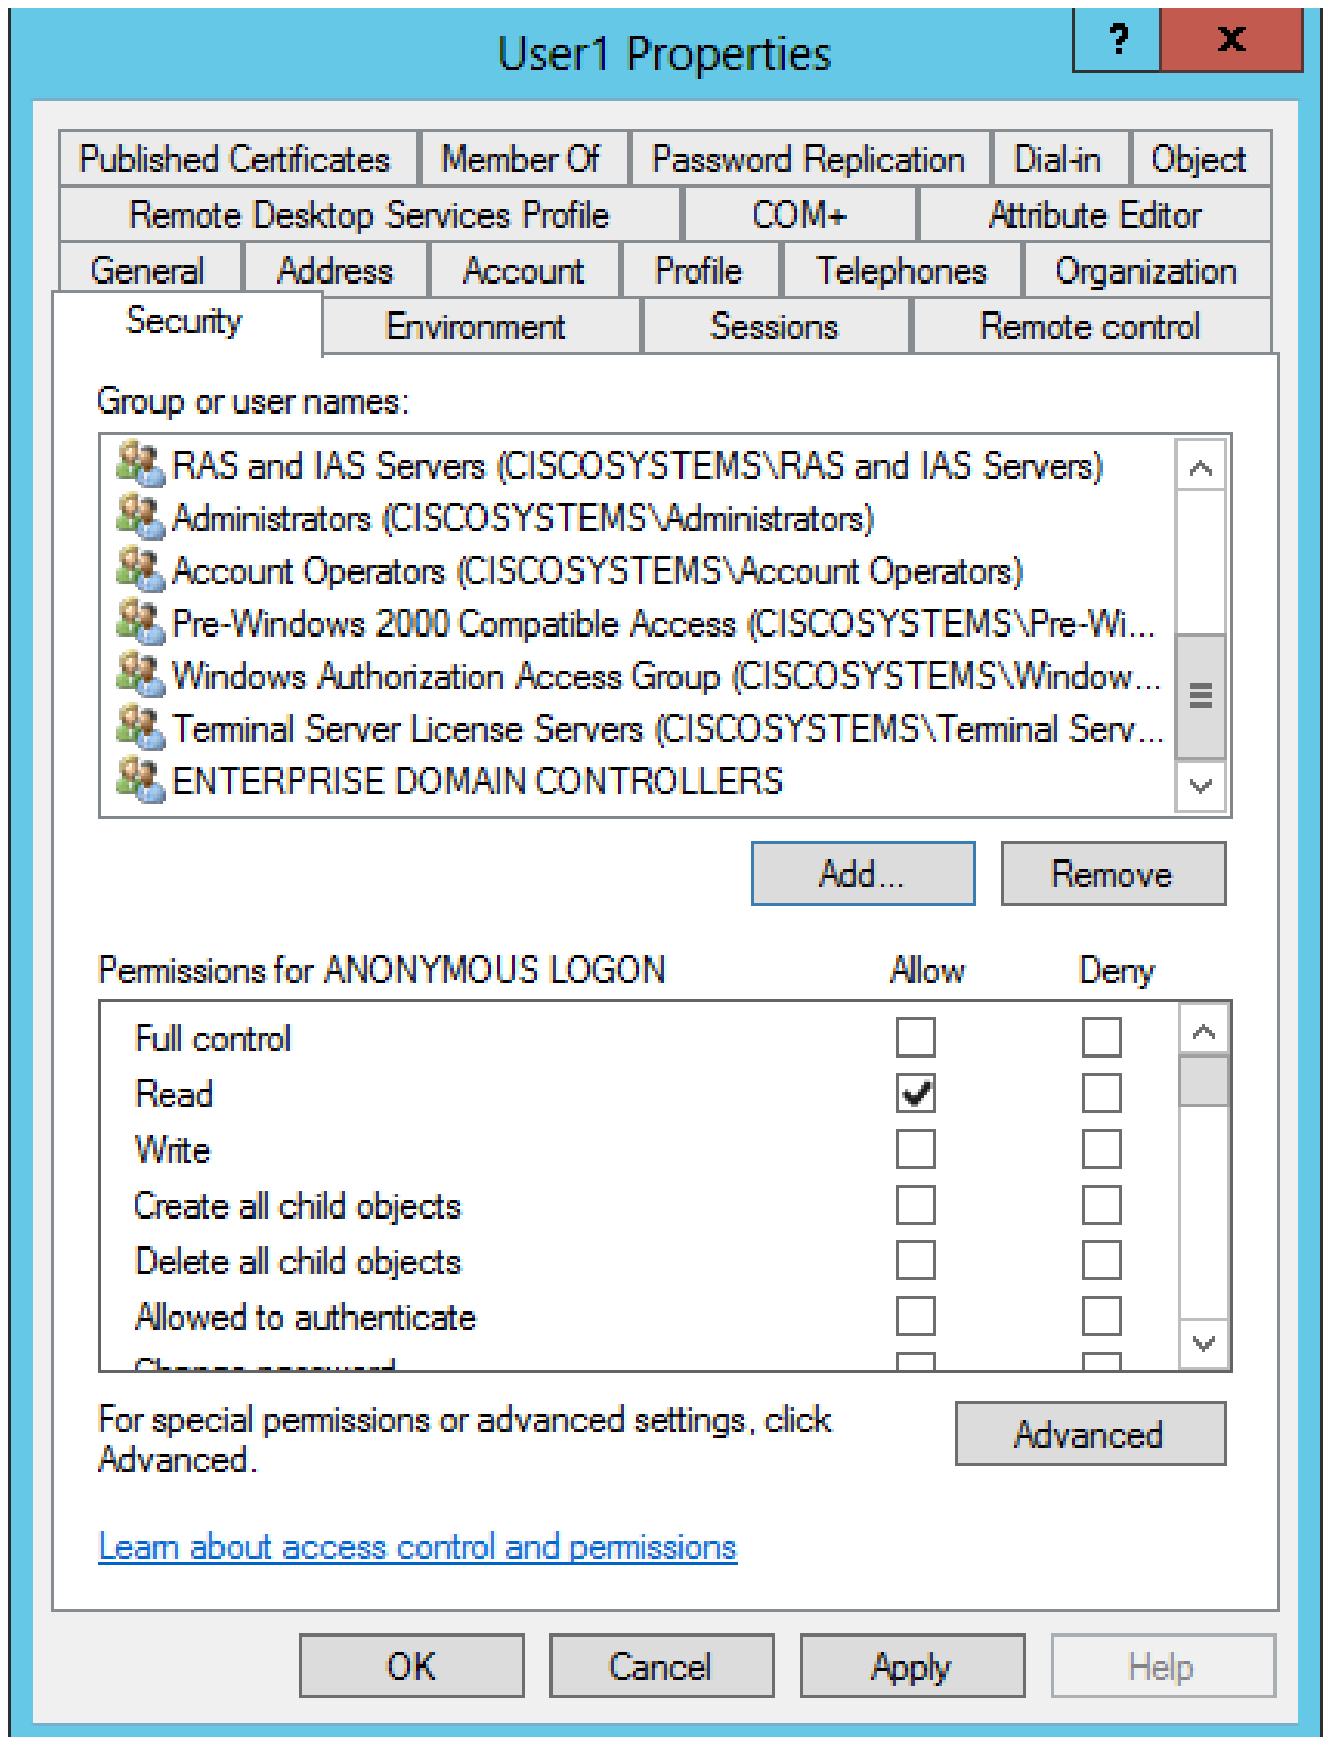 User1 Properties
?
x
Published Certificates Member Of Password Replication Dial-in Object
Remote Desktop Services Profile COM+ Attribute Editor
General Address Account Profile Telephones Organization
Security Environment Sessions Remote control
Group or user names:
RAS and IAS Servers (CISCOSYSTEMS\RAS and IAS Servers)
Administrators (CISCOSYSTEMS\Administrators)
Account Operators (CISCOSYSTEMS\Account Operators)
Pre-Windows 2000 Compatible Access (CISCOSYSTEMS\Pre-Wi...
Windows Authorization Access Group (CISCOSYSTEMS\Window...
Terminal Server License Servers (CISCOSYSTEMS\Terminal Serv...
ENTERPRISE DOMAIN CONTROLLERS
Add... Remove
Permissions for ANONYMOUS LOGON Allow Deny
Full control
Read
Write
Create all child objects
Delete all child objects
Allowed to authenticate
Change password
For special permissions or advanced settings, click
Advanced.
Advanced
Learn about access control and permissions
OK Cancel Apply Help